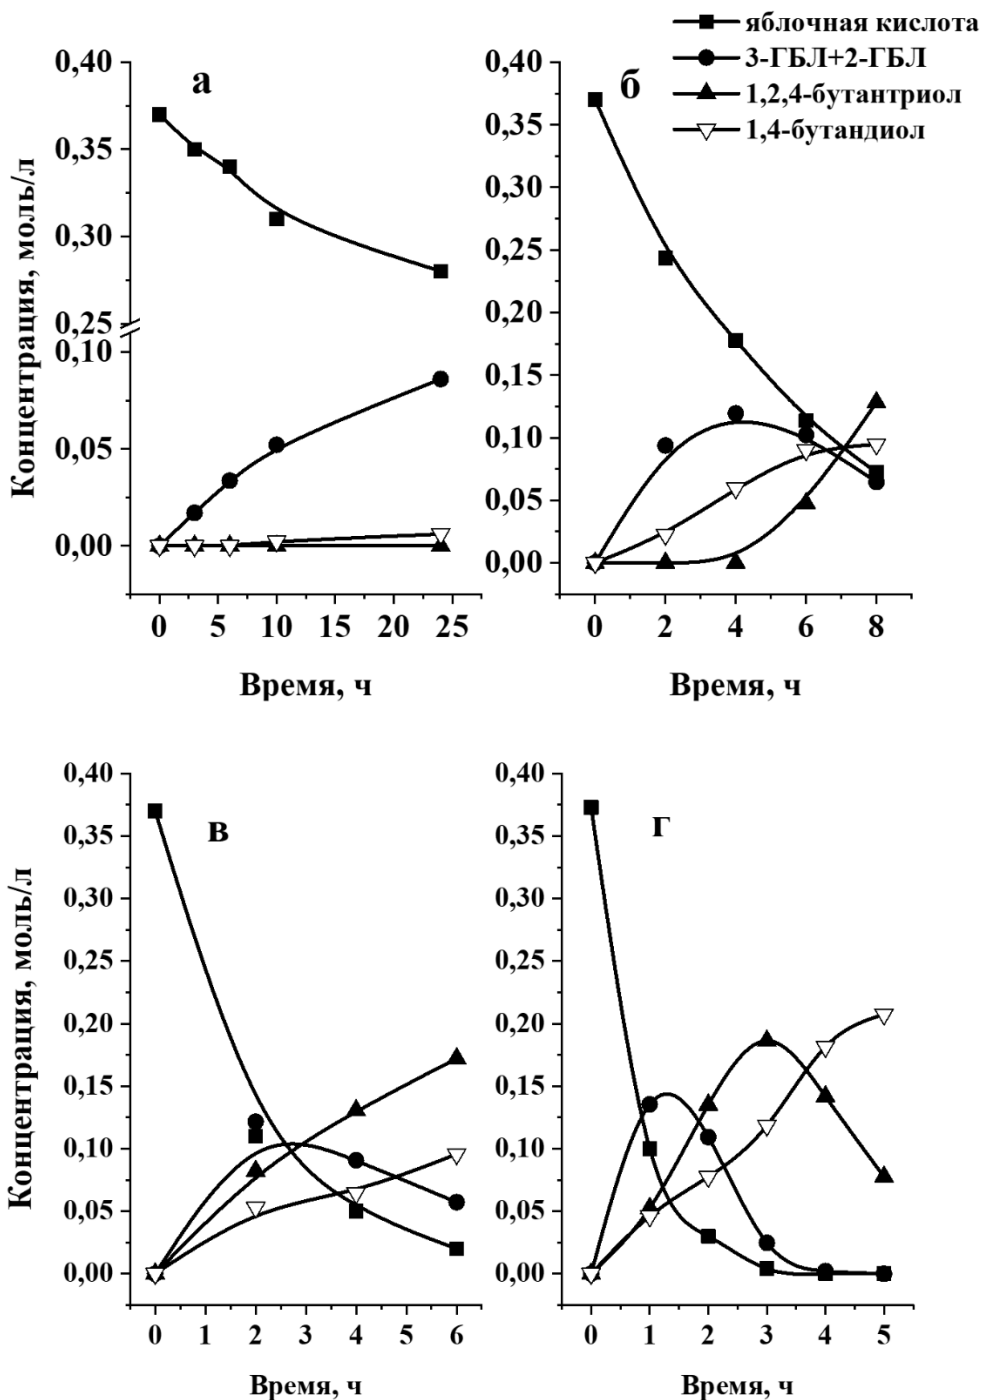 яблочная кислота
3-ГБЛ+2-ГБЛ
1,2,4-бутантриол
1,4-бутандиол
а
0,40
0,35
0,30
0,25
0,10
0,05
0,00
0 5 10 15 20 25
Концентрация, моль/л
Время, ч
б
0,40
0,35
0,30
0,25
0,20
0,15
0,10
0,05
0,00
0 2 4 6 8
Время, ч
в
0,40
0,35
0,30
0,25
0,20
0,15
0,10
0,05
0,00
0 1 2 3 4 5 6
Концентрация, моль/л
Время, ч
г
0,40
0,35
0,30
0,25
0,20
0,15
0,10
0,05
0,00
0 1 2 3 4 5
Время, ч